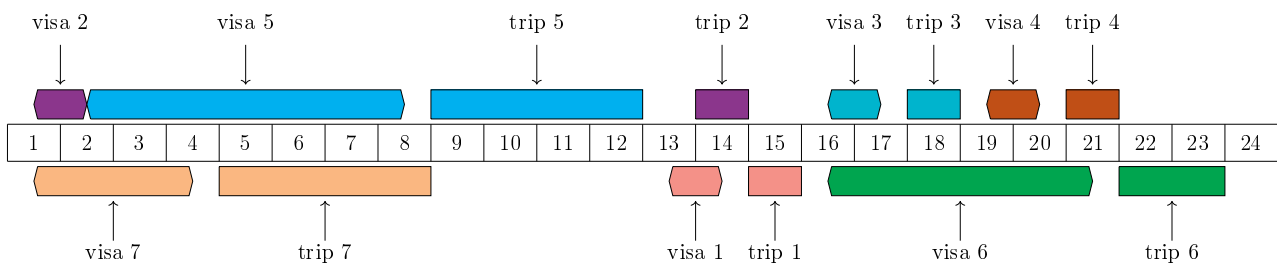 visa 2 visa 5 trip 5 trip 2 visa 3 trip 3 visa 4 trip 4
1 2 3 4 5 6 7 8 9 10 11 12 13 14 15 16 17 18 19 20 21 22 23 24
visa 7 trip 7 visa 1 trip 1 visa 6 trip 6